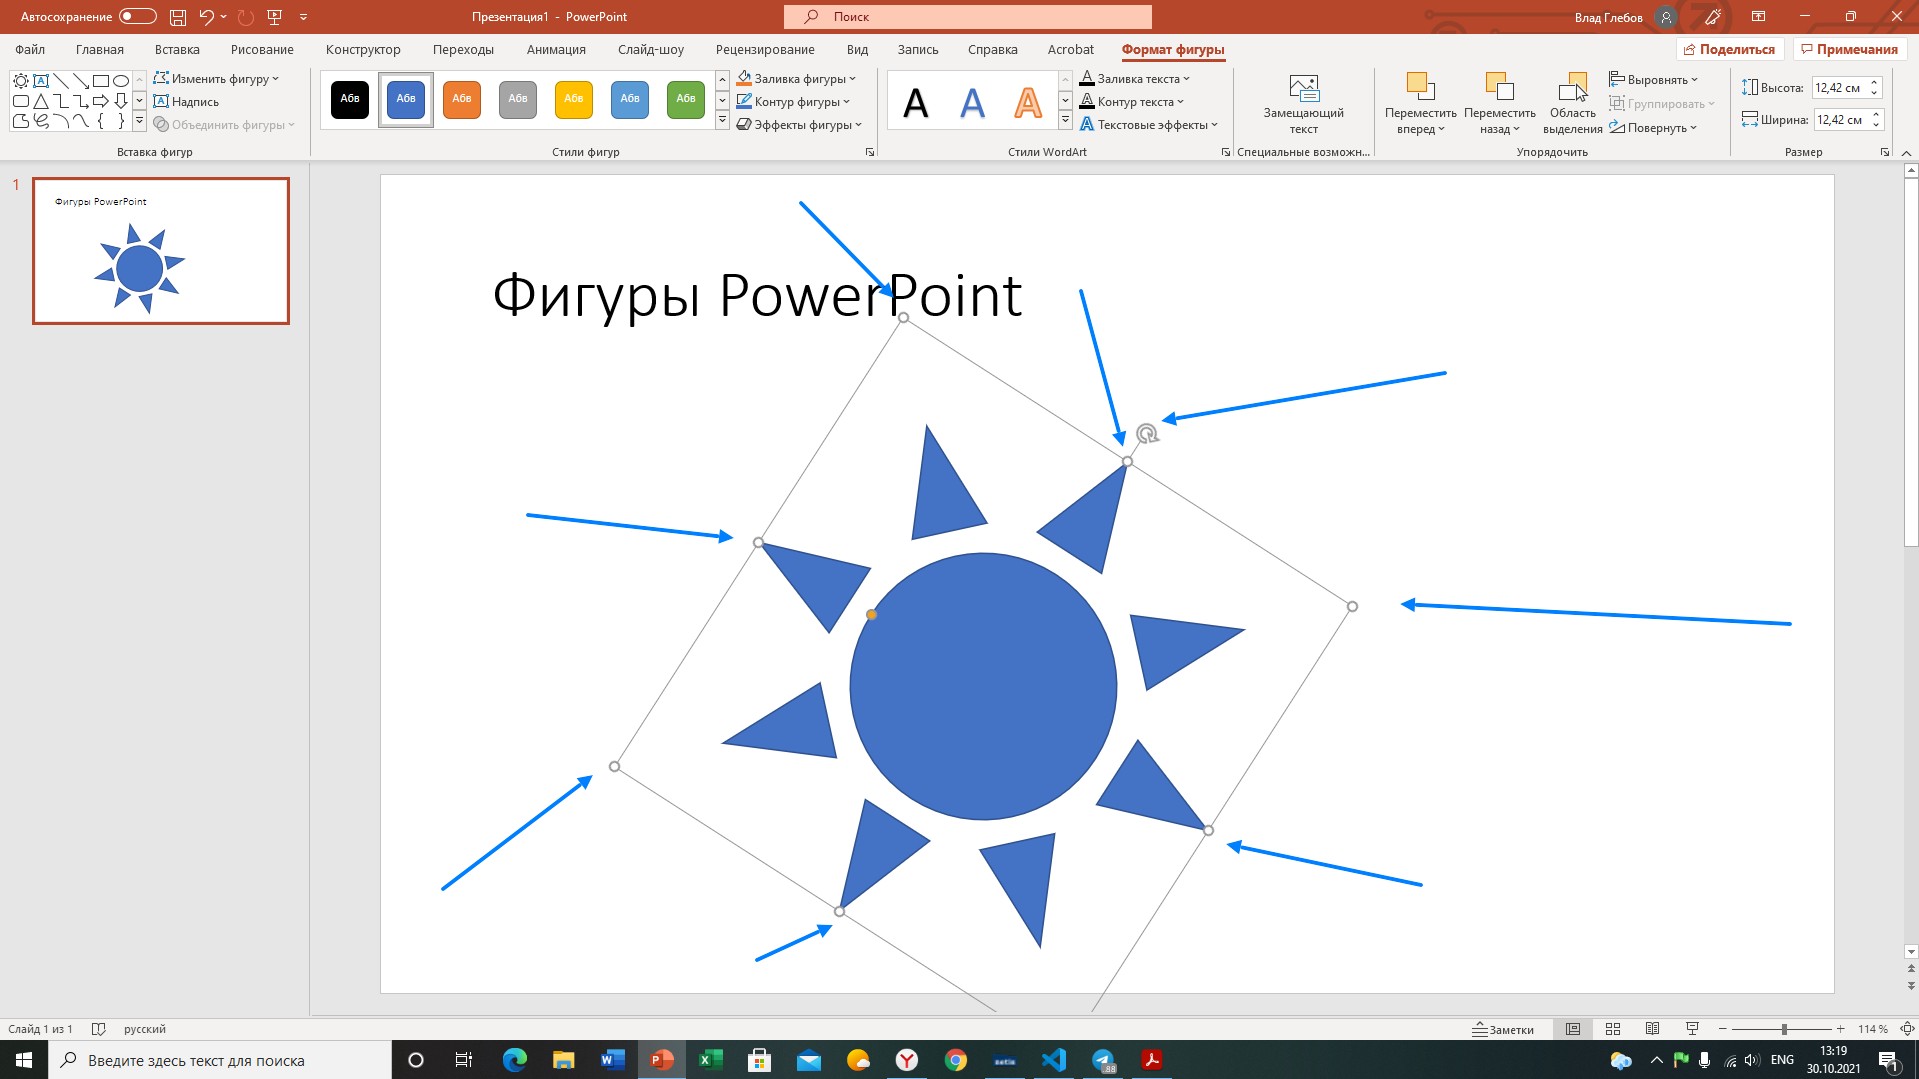 Автосохранение
Презентация1 - PowerPoint
Поиск
Влад Глебов
Файл Главная Вставка Рисование Конструктор Переходы Анимация Слайд-шоу Рецензирование Вид Запись Справка Acrobat Формат фигуры
Поделиться
Примечания
Изменить фигуру
Надпись
Объединить фигуры
Вставка фигур
Абв Абв Абв Абв Абв Абв Абв
Заливка фигуры
Контур фигуры
Эффекты фигуры
Стили фигур
A A A
Заливка текста
Контур текста
Текстовые эффекты
Стили WordArt
Замещающий
текст
Специальные возможн...
Переместить
вперед
Переместить
назад
Область
выделения
Выровнять
Группировать
Повернуть
Упорядочить
Высота: 12,42 см
Ширина: 12,42 см
Размер
1
Фигуры PowerPoint
Фигуры PowerPoint
Слайд 1 из 1
русский
Заметки
114 %
Введите здесь текст для поиска
88
ENG
13:19
30.10.2021
1